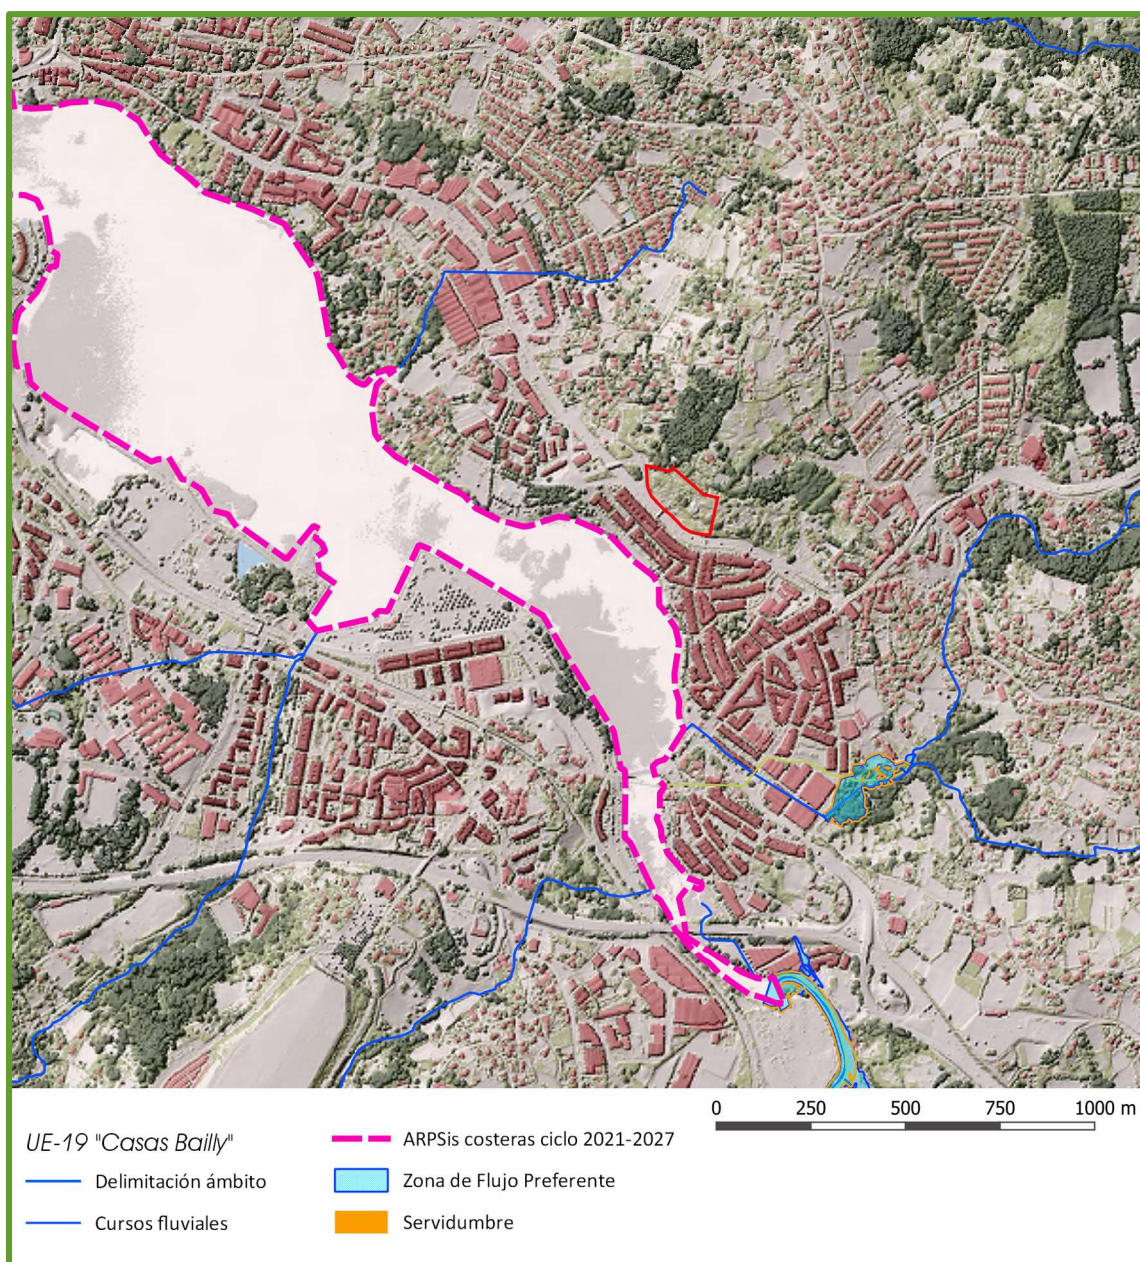 0 250 500 750 1000 m
UE-19 "Casas Bailly"
ARPSis costeras ciclo 2021-2027
Delimitación ámbito
Zona de Flujo Preferente
Cursos fluviales
Servidumbre